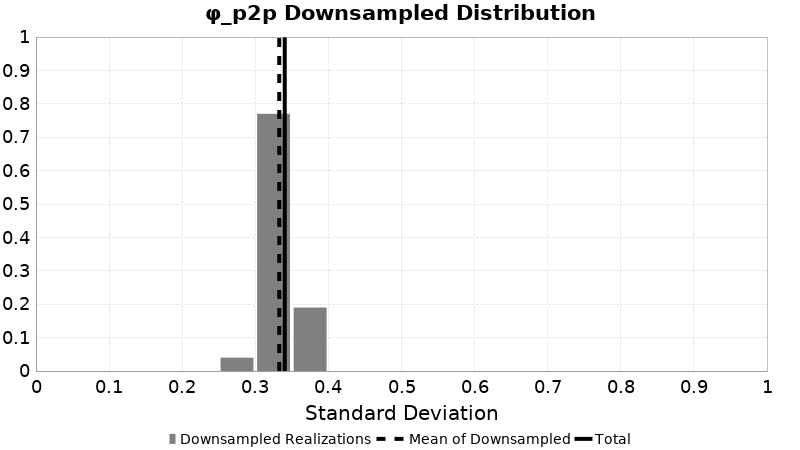 φ_p2p Downsampled Distribution
1
0.9
0.8
0.7
0.6
0.5
0.4
0.3
0.2
0.1
0
0 0.1 0.2 0.3 0.4 0.5 0.6 0.7 0.8 0.9 1
Standard Deviation
Downsampled Realizations Mean of Downsampled Total